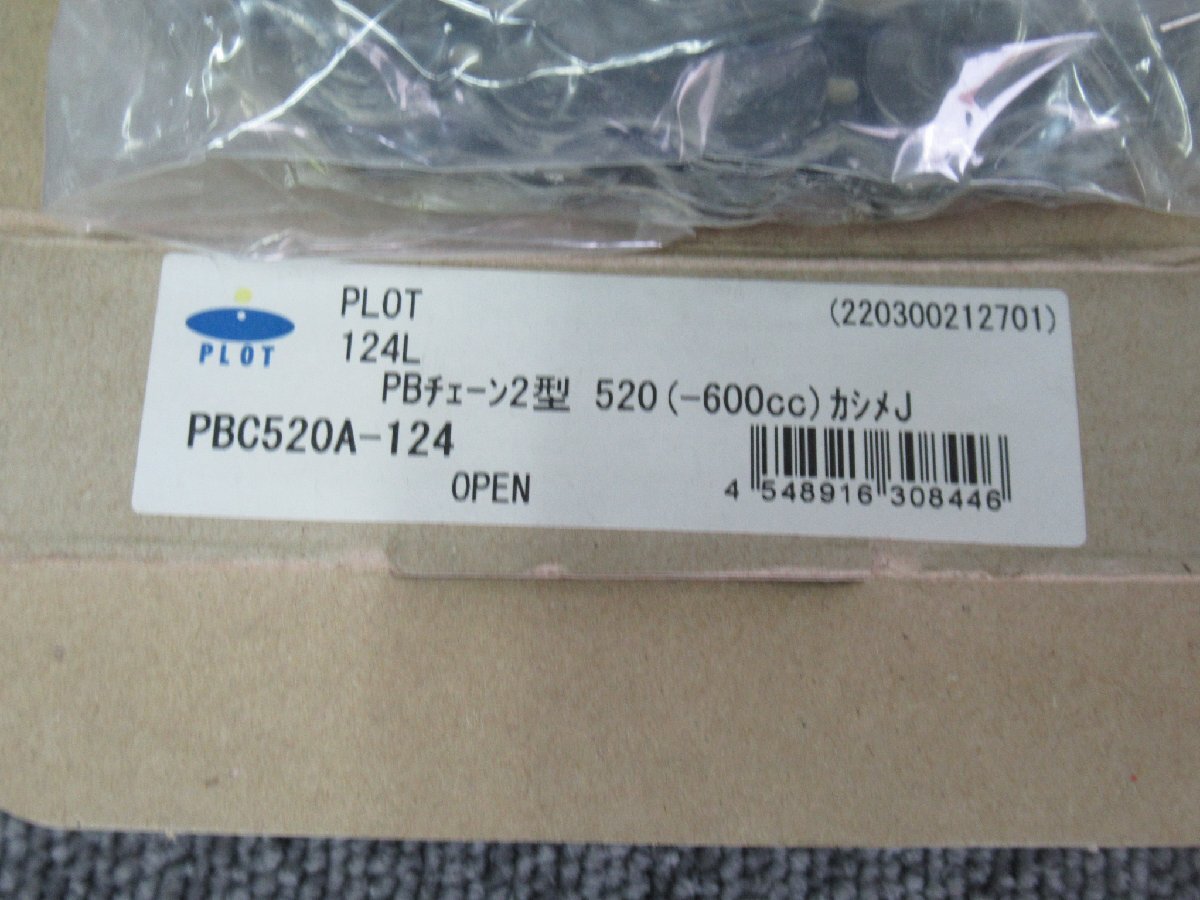 PLOT
PLOT
(220300212701)
124L
PBﾁｪｰﾝ2型 520(-600cc)ｶｼﾒJ
PBC520A-124
OPEN
4 548916 308446